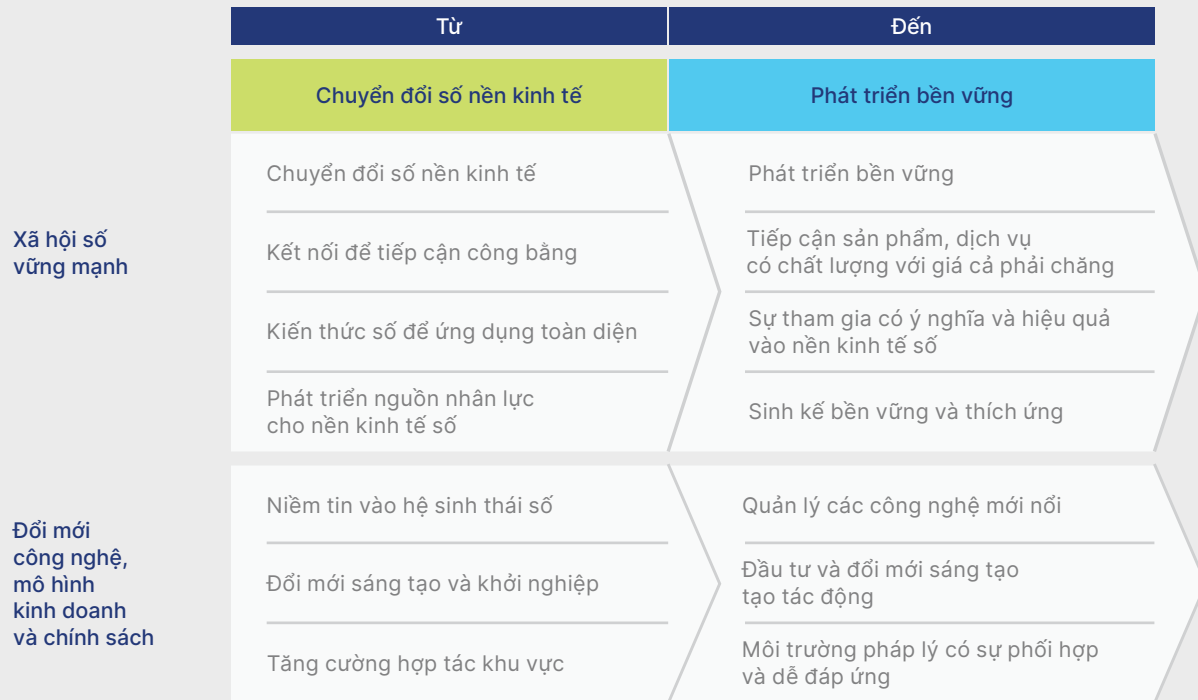 Từ
Đến
Chuyển đổi số nền kinh tế
Phát triển bền vững
Xã hội số
vững mạnh
Chuyển đổi số nền kinh tế
Phát triển bền vững
Kết nối để tiếp cận công bằng
Tiếp cận sản phẩm, dịch vụ
có chất lượng với giá cả phải chăng
Kiến thức số để ứng dụng toàn diện
Sự tham gia có ý nghĩa và hiệu quả
vào nền kinh tế số
Phát triển nguồn nhân lực
cho nền kinh tế số
Sinh kế bền vững và thích ứng
Đổi mới
công nghệ,
mô hình
kinh doanh
và chính sách
Niềm tin vào hệ sinh thái số
Quản lý các công nghệ mới nổi
Đổi mới sáng tạo và khởi nghiệp
Đầu tư và đổi mới sáng tạo
tạo tác động
Tăng cường hợp tác khu vực
Môi trường pháp lý có sự phối hợp
và dễ đáp ứng